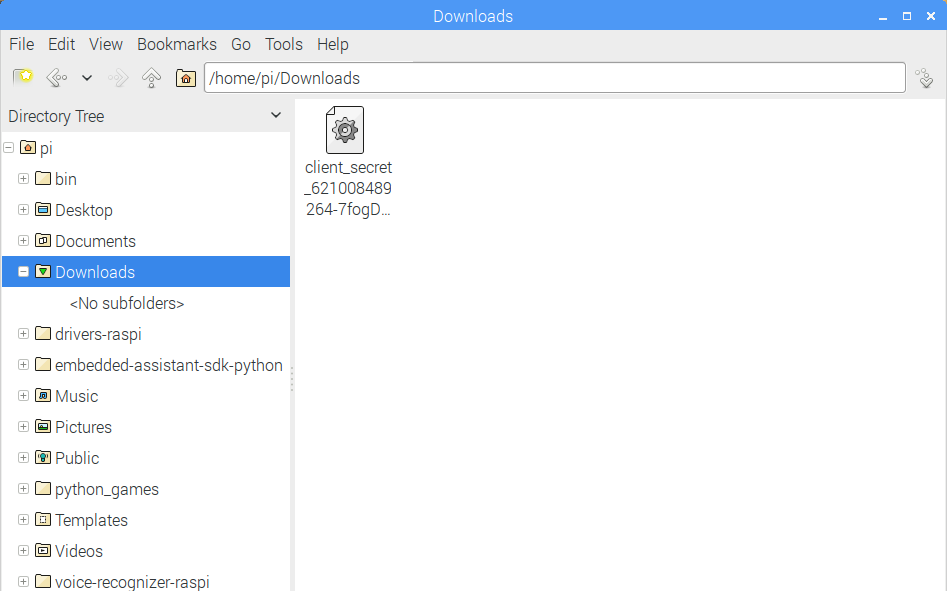 Downloads
File Edit View Bookmarks Go Tools Help
/home/pi/Downloads
Directory Tree
pi
bin
Desktop
Documents
Downloads
<No subfolders>
drivers-raspi
embedded-assistant-sdk-python
Music
Pictures
Public
python_games
Templates
Videos
voice-recognizer-raspi
client_secret
_621008489
264-7fogD...